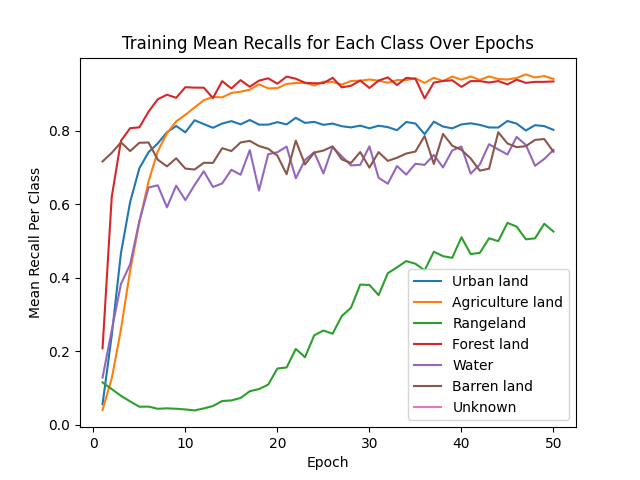 Training Mean Recalls for Each Class Over Epochs
Mean Recall Per Class
0.8
0.6
0.4
0.2
0.0
Urban land
Agriculture land
Rangeland
Forest land
Water
Barren land
Unknown
0 10 20 30 40 50
Epoch